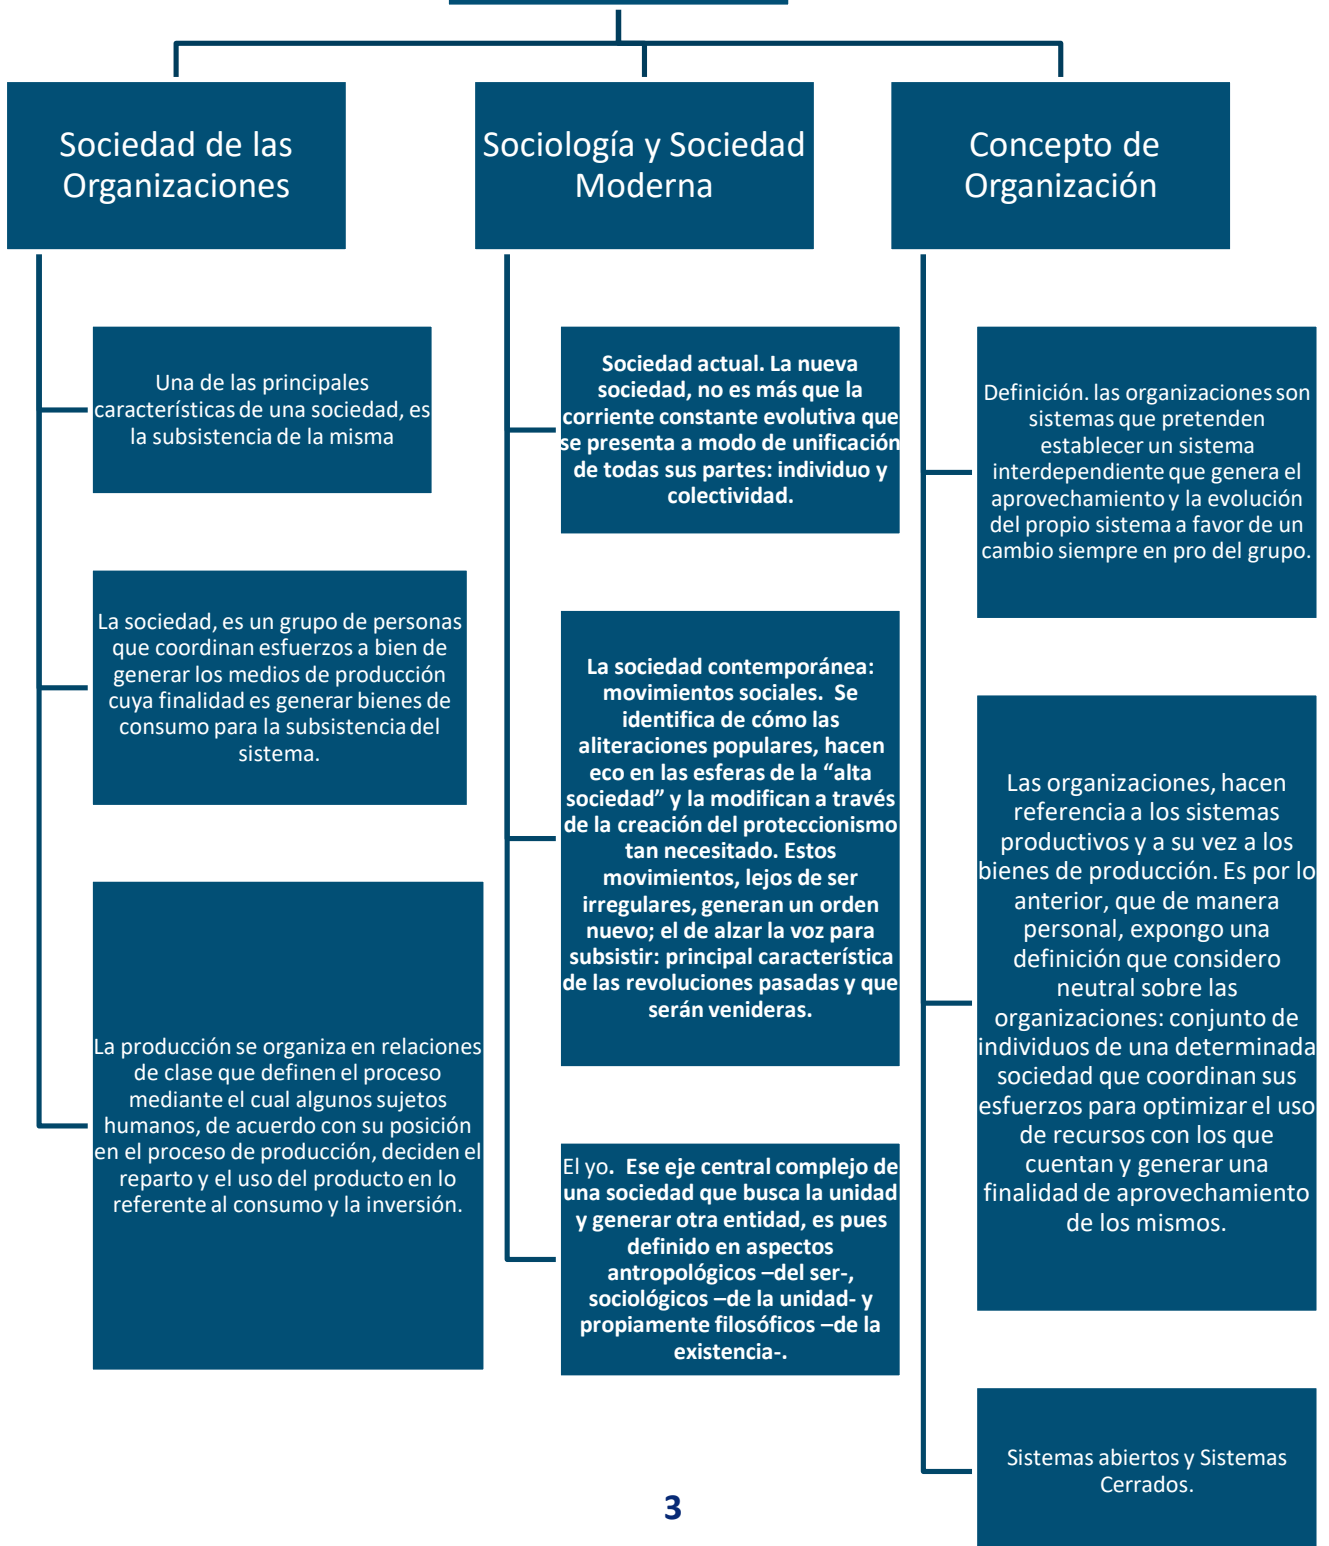 Sociedad de las
Organizaciones
Una de las principales
características de una sociedad, es
la subsistencia de la misma
La sociedad, es un grupo de personas
que coordinan esfuerzos a bien de
generar los medios de producción
cuya finalidad es generar bienes de
consumo para la subsistencia del
sistema.
La producción se organiza en relaciones
de clase que definen el proceso
mediante el cual algunos sujetos
humanos, de acuerdo con su posición
en el proceso de producción, deciden el
reparto y el uso del producto en lo
referente al consumo y la inversión.
Sociología y Sociedad
Moderna
Sociedad actual. La nueva
sociedad, no es más que la
corriente constante evolutiva que
se presenta a modo de unificación
de todas sus partes: individuo y
colectividad.
La sociedad contemporánea:
movimientos sociales. Se
identifica de cómo las
aliteraciones populares, hacen
eco en las esferas de la “alta
sociedad” y la modifican a través
de la creación del proteccionismo
tan necesitado. Estos
movimientos, lejos de ser
irregulares, generan un orden
nuevo; el de alzar la voz para
subsistir: principal característica
de las revoluciones pasadas y que
serán venideras.
El yo. Ese eje central complejo de
una sociedad que busca la unidad
y generar otra entidad, es pues
definido en aspectos
antropológicos –del ser-,
sociológicos –de la unidad- y
propiamente filosóficos –de la
existencia-.
Concepto de
Organización
Definición. las organizaciones son
sistemas que pretenden
establecer un sistema
interdependiente que genera el
aprovechamiento y la evolución
del propio sistema a favor de un
cambio siempre en pro del grupo.
Las organizaciones, hacen
referencia a los sistemas
productivos y a su vez a los
bienes de producción. Es por lo
anterior, que de manera
personal, expongo una
definición que considero
neutral sobre las
organizaciones: conjunto de
individuos de una determinada
sociedad que coordinan sus
esfuerzos para optimizar el uso
de recursos con los que
cuentan y generar una
finalidad de aprovechamiento
de los mismos.
Sistemas abiertos y Sistemas
Cerrados.
3